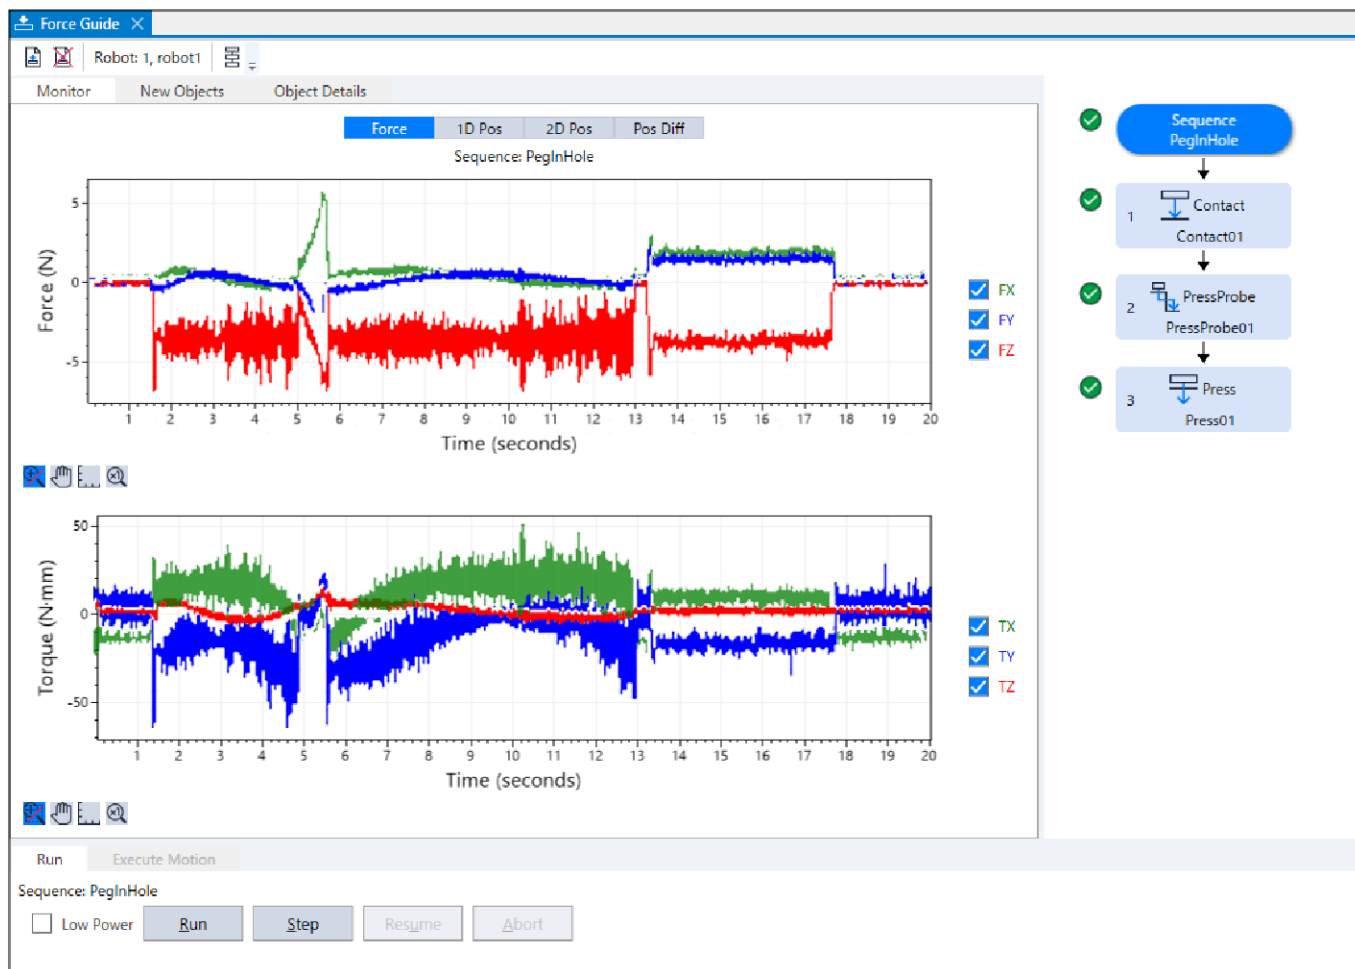 Force Guide
Robot: 1, robot1
Monitor New Objects Object Details
Force 1D Pos 2D Pos Pos Diff
Sequence: PegInHole
Force (N)
5
0
-5
1 2 3 4 5 6 7 8 9 10 11 12 13 14 15 16 17 18 19 20
Time (seconds)
FX
FY
FZ
Torque (N·mm)
50
0
-50
1 2 3 4 5 6 7 8 9 10 11 12 13 14 15 16 17 18 19 20
Time (seconds)
TX
TY
TZ
Sequence
PegInHole
1 Contact
Contact01
2 PressProbe
PressProbe01
3 Press
Press01
Run Execute Motion
Sequence: PegInHole
Low Power Run Step Resume Abort